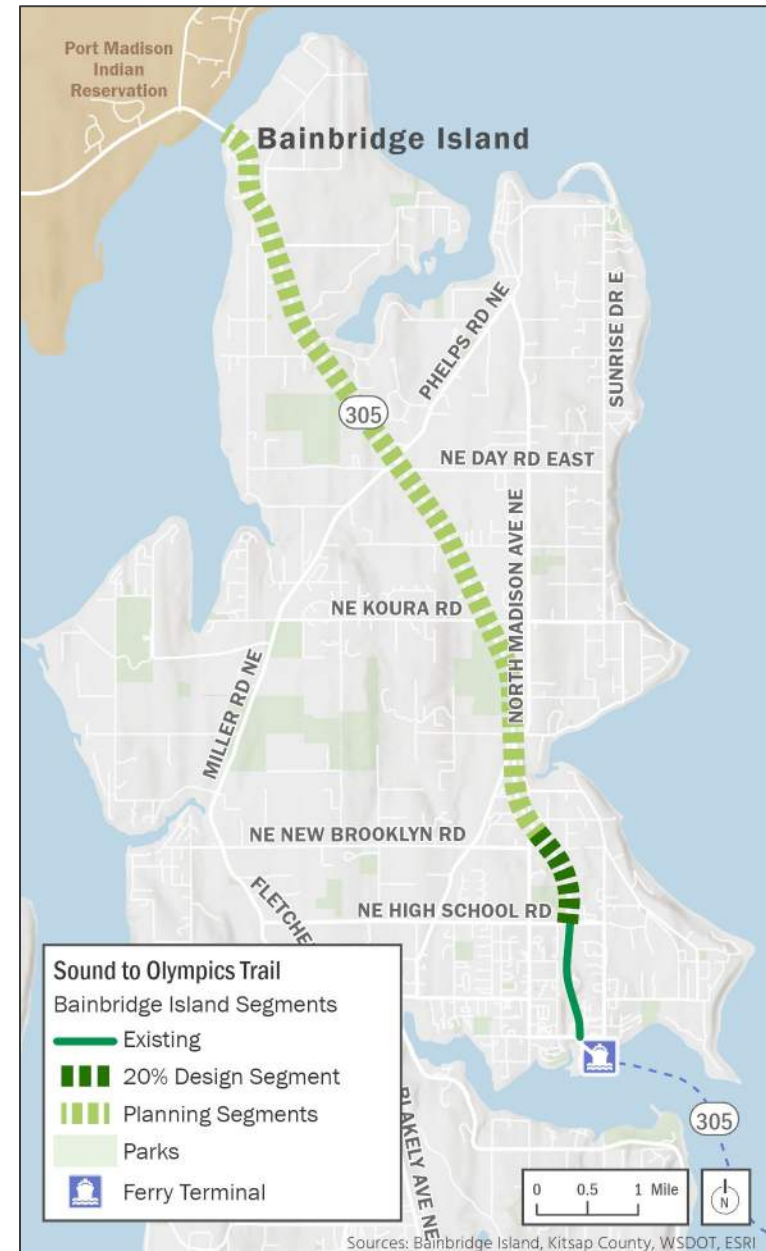 Port Madison
Indian
Reservation
Bainbridge Island
PHELPS RD NE
SUNRISE DR E
305
NE DAY RD EAST
NORTH MADISON AVE NE
NE KOURA RD
MILLER RD NE
NE NEW BROOKLYN RD
FLETCHE
NE HIGH SCHOOL RD
Sound to Olympics Trail
Bainbridge Island Segments
Existing
20% Design Segment
Planning Segments
Parks
Ferry Terminal
BLAKELY AVE NE
305
0 0.5 1 Mile
N
Sources: Bainbridge Island, Kitsap County, WSDOT, ESRI